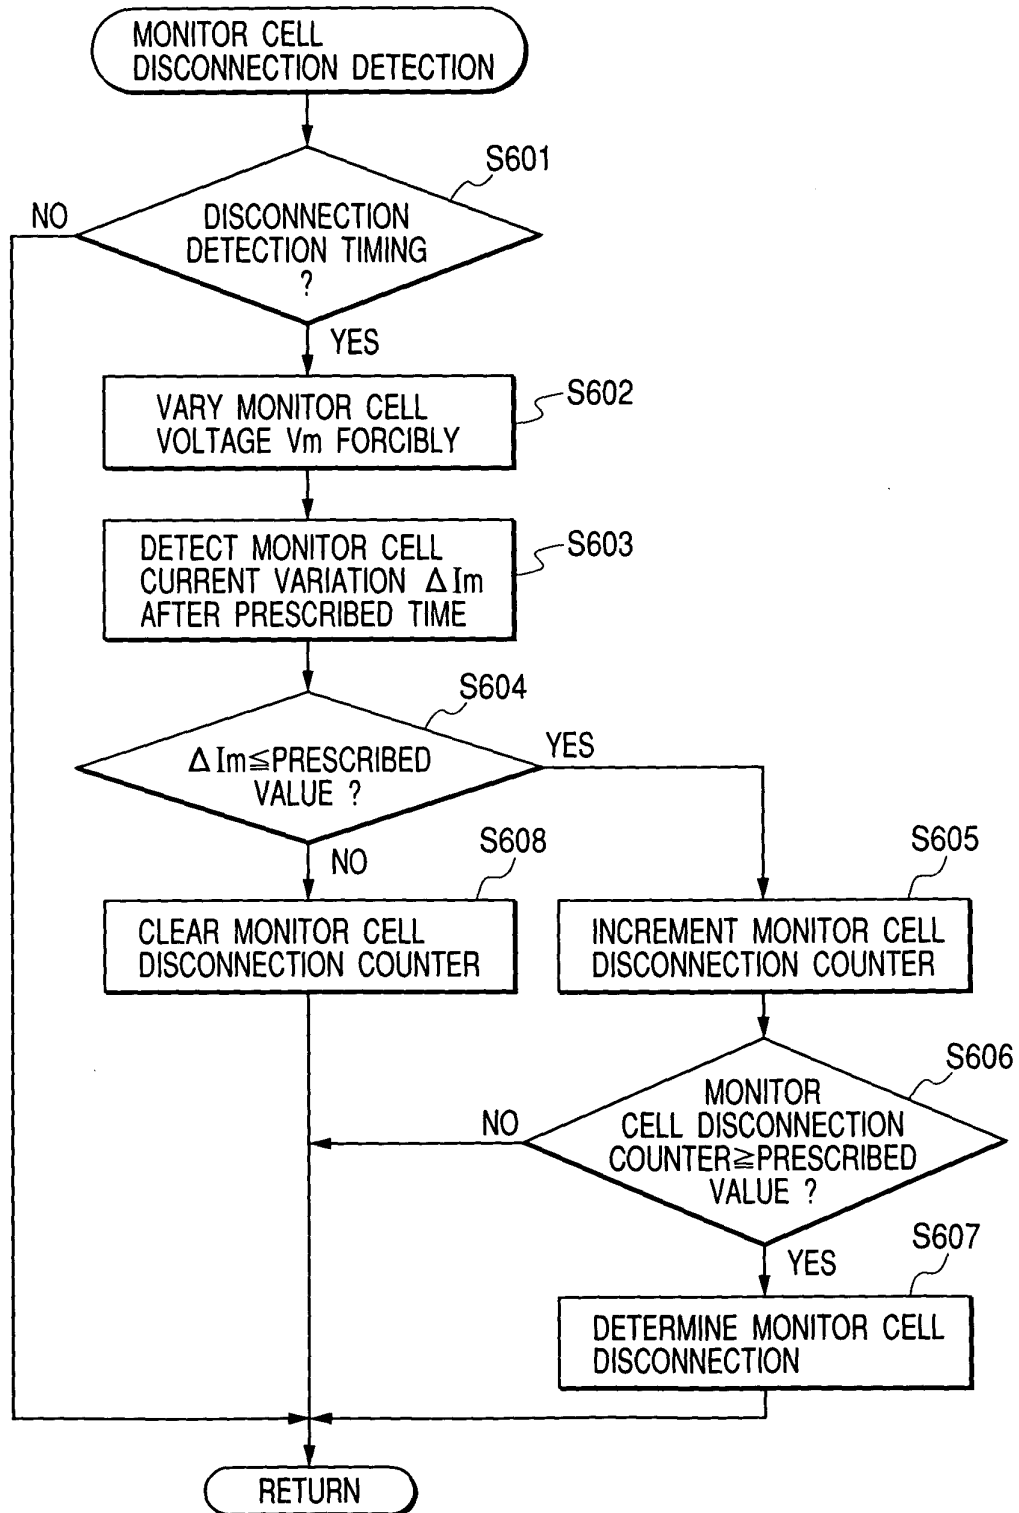 MONITOR CELL
DISCONNECTION DETECTION
S601
NO
DISCONNECTION
DETECTION TIMING
?
YES
VARY MONITOR CELL
VOLTAGE Vm FORCIBLY
S602
DETECT MONITOR CELL
CURRENT VARIATION ΔIm
AFTER PRESCRIBED TIME
S603
S604
ΔIm≦PRESCRIBED
VALUE ?
YES
NO
S608
S605
CLEAR MONITOR CELL
DISCONNECTION COUNTER
INCREMENT MONITOR CELL
DISCONNECTION COUNTER
S606
MONITOR
CELL DISCONNECTION
COUNTER≧PRESCRIBED
VALUE ?
NO
YES
S607
DETERMINE MONITOR CELL
DISCONNECTION
RETURN